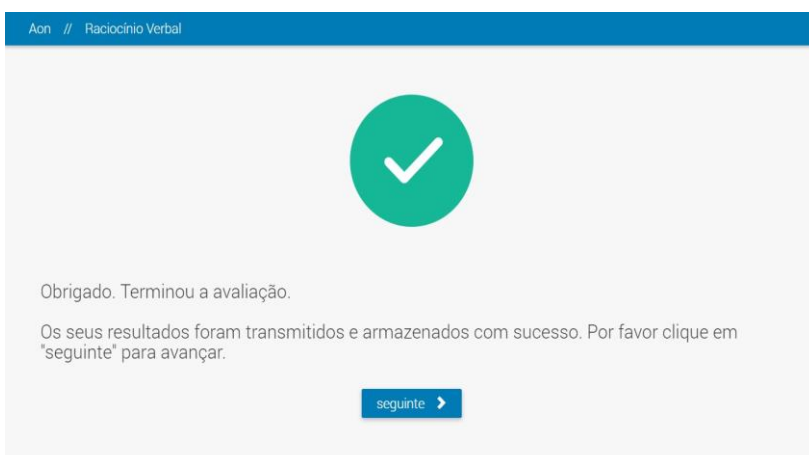 Aon // Raciocínio Verbal
Obrigado. Terminou a avaliação.
Os seus resultados foram transmitidos e armazenados com sucesso. Por favor clique em
"seguinte" para avançar.
seguinte